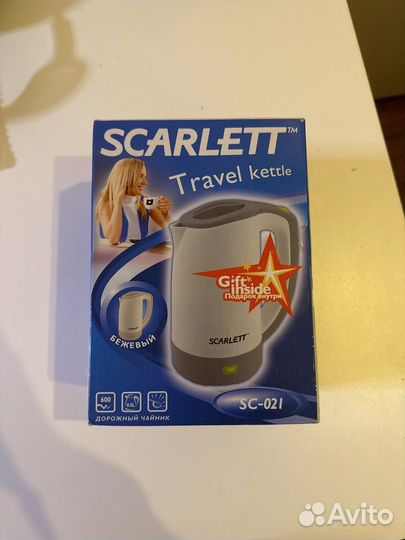 SCARLETT™
Travel kettle
Gift
inside
Подарок внутри
SCARLETT
БЕЖЕВЫЙ
600
0,5L
ДОРОЖНЫЙ ЧАЙНИК
SC-021
Avito